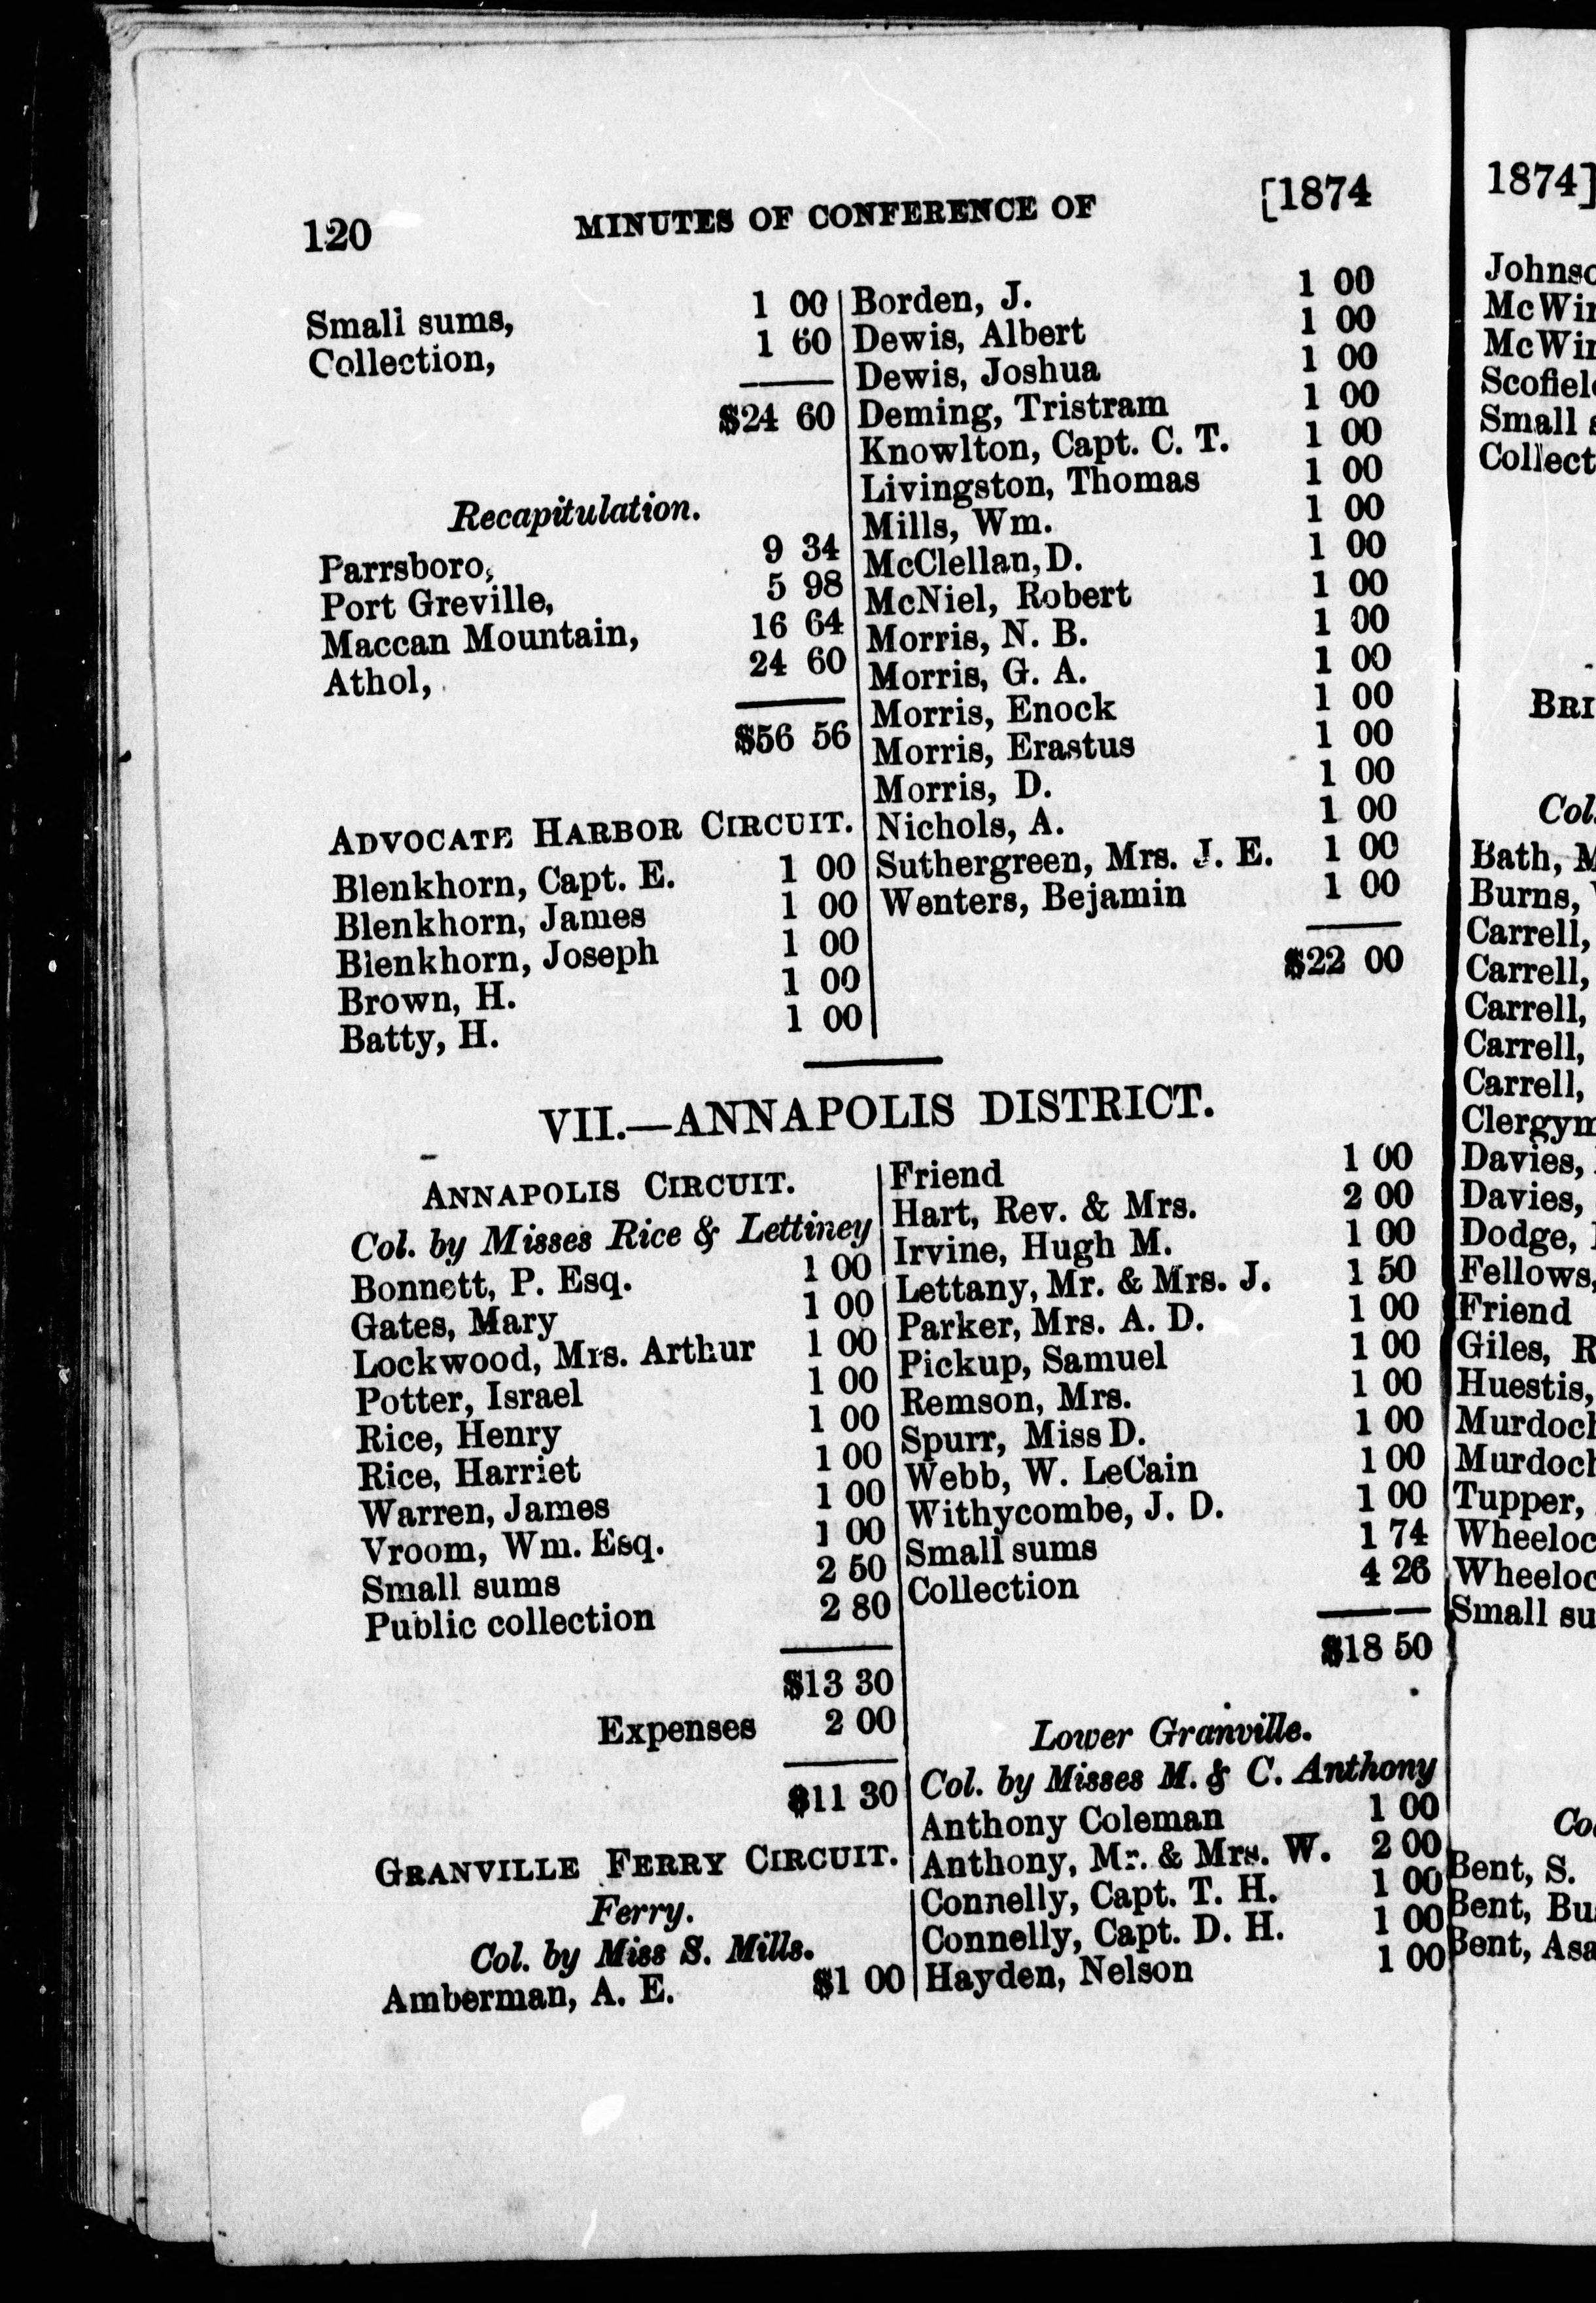 120 MINUTES OF CONFERENCE OF [1874
Small sums, 1 00
Collection, 1 60
$24 60
Recapitulation.
Parrsboro, 9 34
Port Greville, 5 98
Maccan Mountain, 16 64
Athol, 24 60
$56 56
ADVOCATE HARBOR CIRCUIT.
Blenkhorn, Capt. E. 1 00
Blenkhorn, James 1 00
Blenkhorn, Joseph 1 00
Brown, H. 1 00
Batty, H. 1 00
Borden, J. 1 00
Dewis, Albert 1 00
Dewis, Joshua 1 00
Deming, Tristram 1 00
Knowlton, Capt. C. T. 1 00
Livingston, Thomas 1 00
Mills, Wm. 1 00
McClellan, D. 1 00
McNiel, Robert 1 00
Morris, N. B. 1 00
Morris, G. A. 1 00
Morris, Enock 1 00
Morris, Erastus 1 00
Morris, D. 1 00
Nichols, A. 1 00
Suthergreen, Mrs. J. E. 1 00
Wenters, Bejamin 1 00
$22 00
VII.—ANNAPOLIS DISTRICT.
ANNAPOLIS CIRCUIT.
Col. by Misses Rice & Lettiney
Bonnett, P. Esq. 1 00
Gates, Mary 1 00
Lockwood, Mrs. Arthur 1 00
Potter, Israel 1 00
Rice, Henry 1 00
Rice, Harriet 1 00
Warren, James 1 00
Vroom, Wm. Esq. 1 00
Small sums 2 50
Public collection 2 80
$13 30
Expenses 2 00
$11 30
GRANVILLE FERRY CIRCUIT.
Ferry.
Col. by Miss S. Mills.
Amberman, A. E. $1 00
Friend 1 00
Hart, Rev. & Mrs. 2 00
Irvine, Hugh M. 1 00
Lettany, Mr. & Mrs. J. 1 50
Parker, Mrs. A. D. 1 00
Pickup, Samuel 1 00
Remson, Mrs. 1 00
Spurr, Miss D. 1 00
Webb, W. LeCain 1 00
Withycombe, J. D. 1 00
Small sums 1 74
Collection 4 26
$18 50
Lower Granville.
Col. by Misses M. & C. Anthony
Anthony Coleman 1 00
Anthony, Mr. & Mrs. W. 2 00
Connelly, Capt. T. H. 1 00
Connelly, Capt. D. H. 1 00
Hayden, Nelson 1 00
1874]
Small
Bath,
Burns,
Carrell,
Carrell,
Carrell,
Carrell,
Carrell,
Davies,
Davies,
Dodge,
Fellows,
Friend
Giles,
Huestis,
Tupper,
Small
Bent, S.
Bent,
Bent,